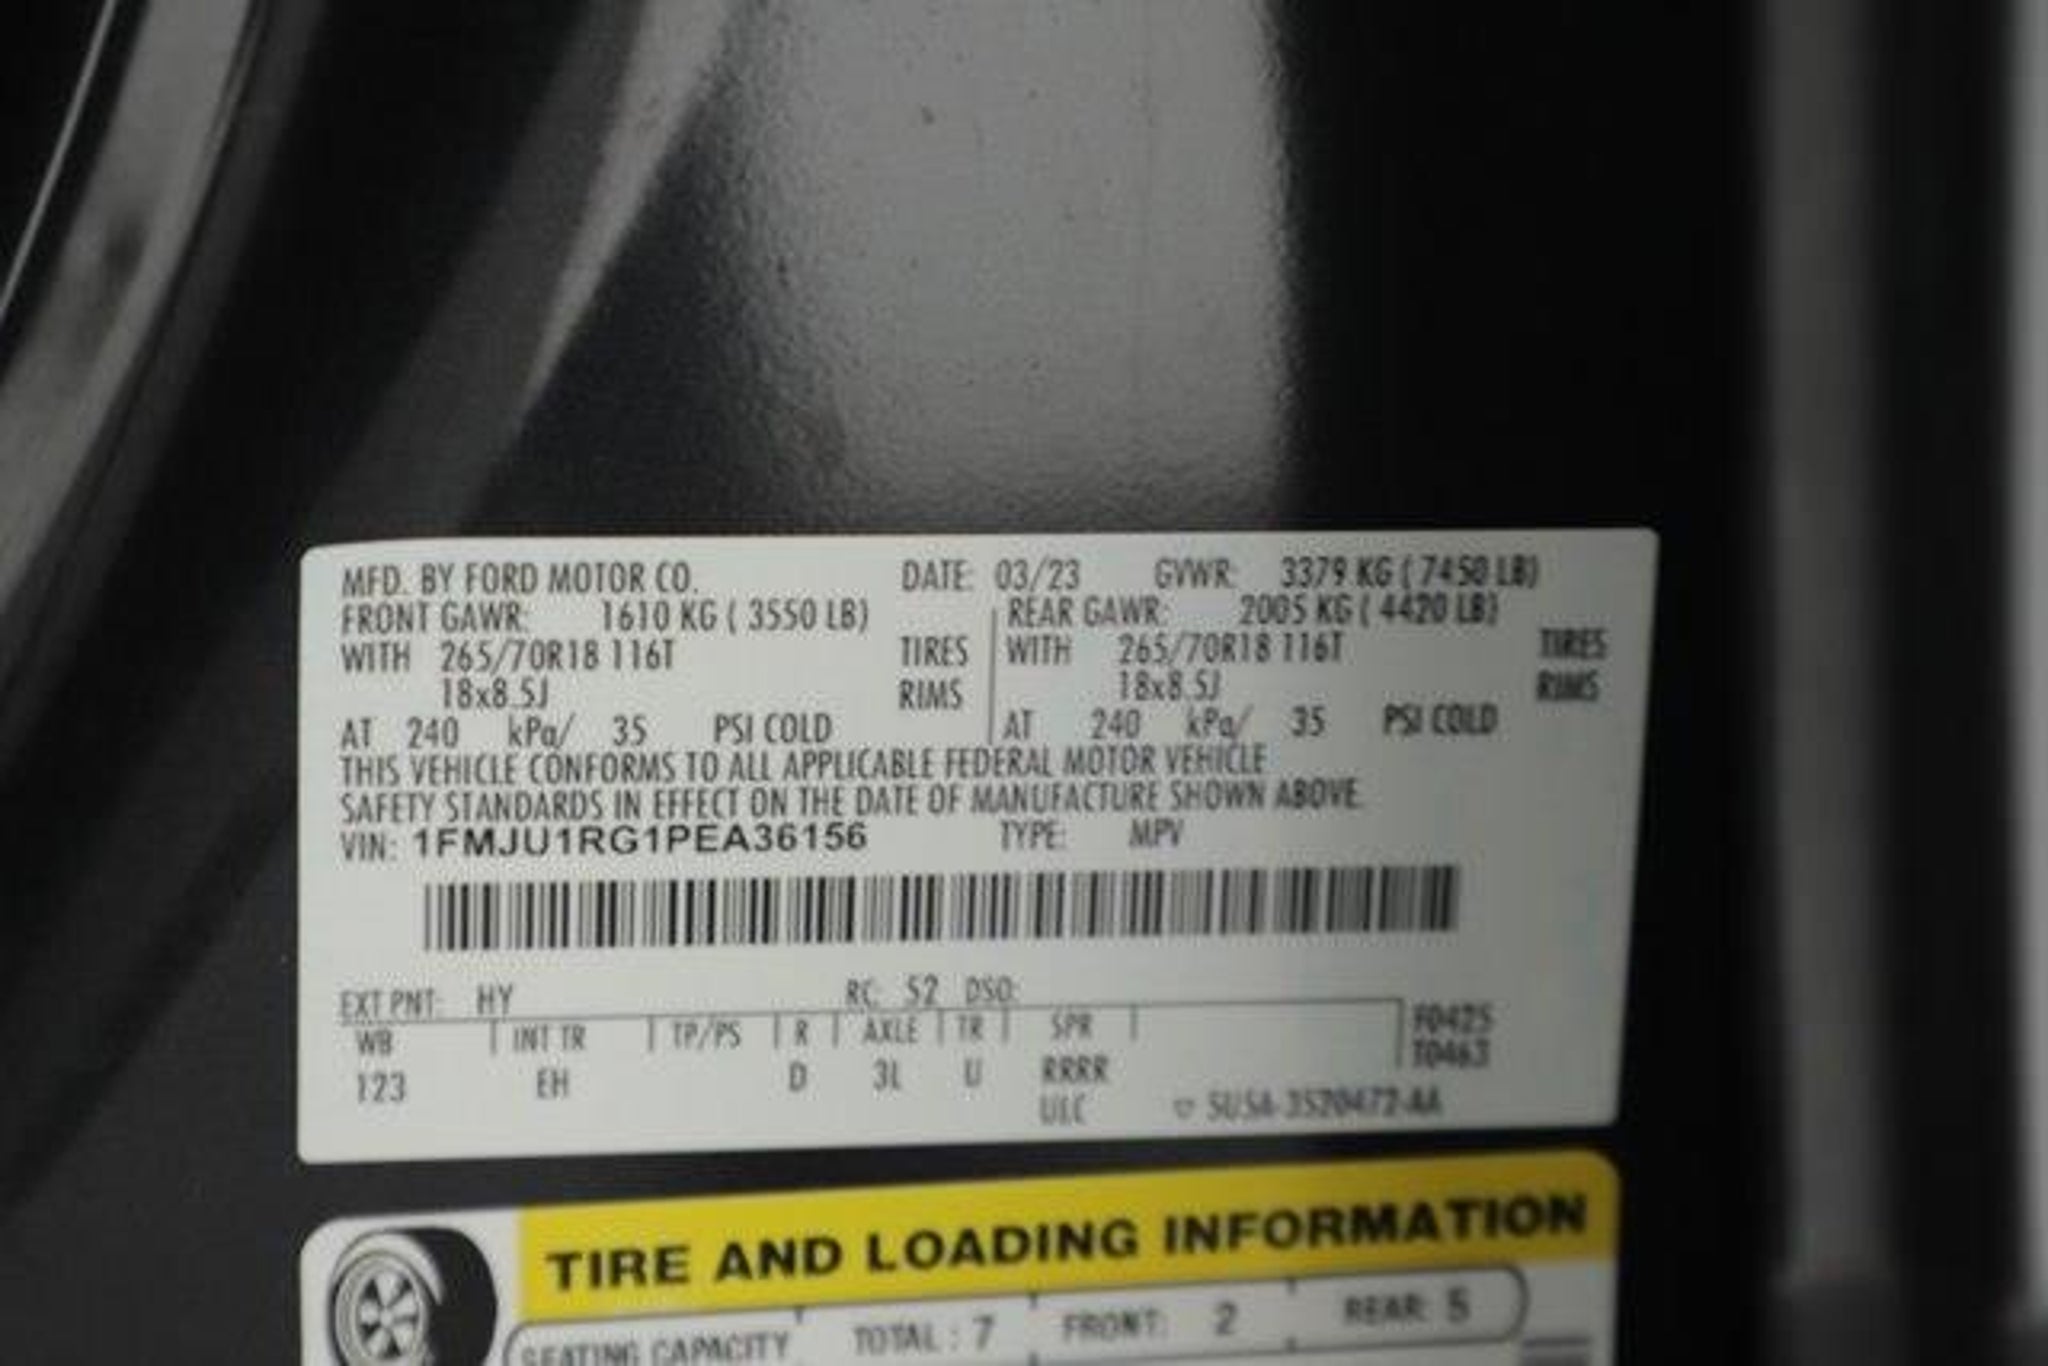 MFD. BY FORD MOTOR CO. DATE: 03/23 GVWR: 3379 KG ( 7450 LB)
FRONT GAWR: 1610 KG ( 3550 LB) REAR GAWR: 2005 KG ( 4420 LB)
WITH 265/70R18 116T TIRES WITH 265/70R18 116T TIRES
18x8.5J RIMS 18x8.5J RIMS
AT 240 kPa/ 35 PSI COLD AT 240 kPa/ 35 PSI COLD
THIS VEHICLE CONFORMS TO ALL APPLICABLE FEDERAL MOTOR VEHICLE
SAFETY STANDARDS IN EFFECT ON THE DATE OF MANUFACTURE SHOWN ABOVE.
VIN: 1FMJU1RG1PEA36156 TYPE: MPV
EXT PNT: HY RC: 52 DSO:
WB INT TR TP/PS R AXLE TR SPR F0425
T0463
123 EH D 3L U RRRR
ULC 5U5A-3520472-AA
TIRE AND LOADING INFORMATION
SEATING CAPACITY TOTAL : 7 FRONT: 2 REAR: 5